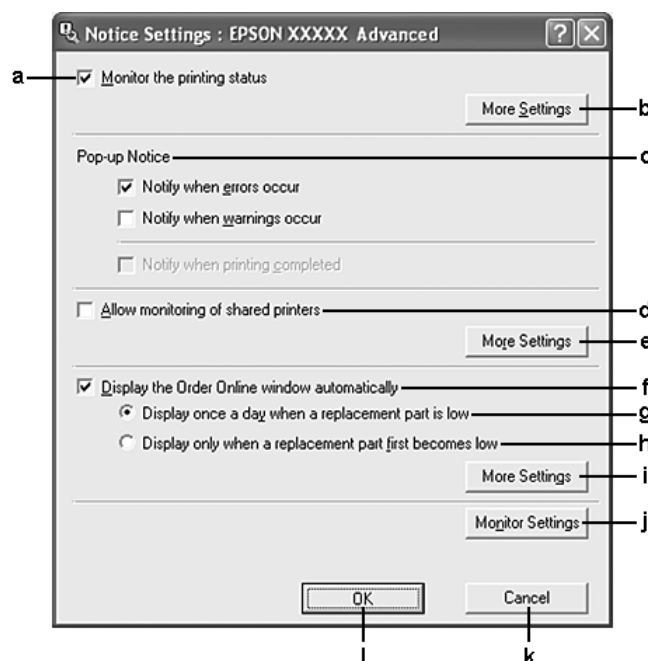 Notice Settings : EPSON XXXXX Advanced
a
Monitor the printing status
More Settings
b
Pop-up Notice
c
Notify when errors occur
Notify when warnings occur
Notify when printing completed
Allow monitoring of shared printers
d
More Settings
e
Display the Order Online window automatically
f
Display once a day when a replacement part is low
g
Display only when a replacement part first becomes low
h
More Settings
i
Monitor Settings
j
OK
Cancel
l
k